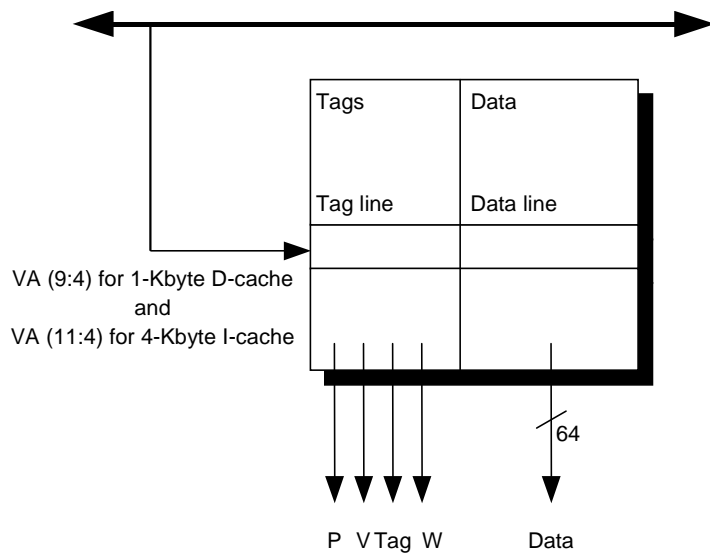 Tags Data
Tag line Data line
VA (9:4) for 1-Kbyte D-cache
and
VA (11:4) for 4-Kbyte I-cache
64
P V Tag W Data